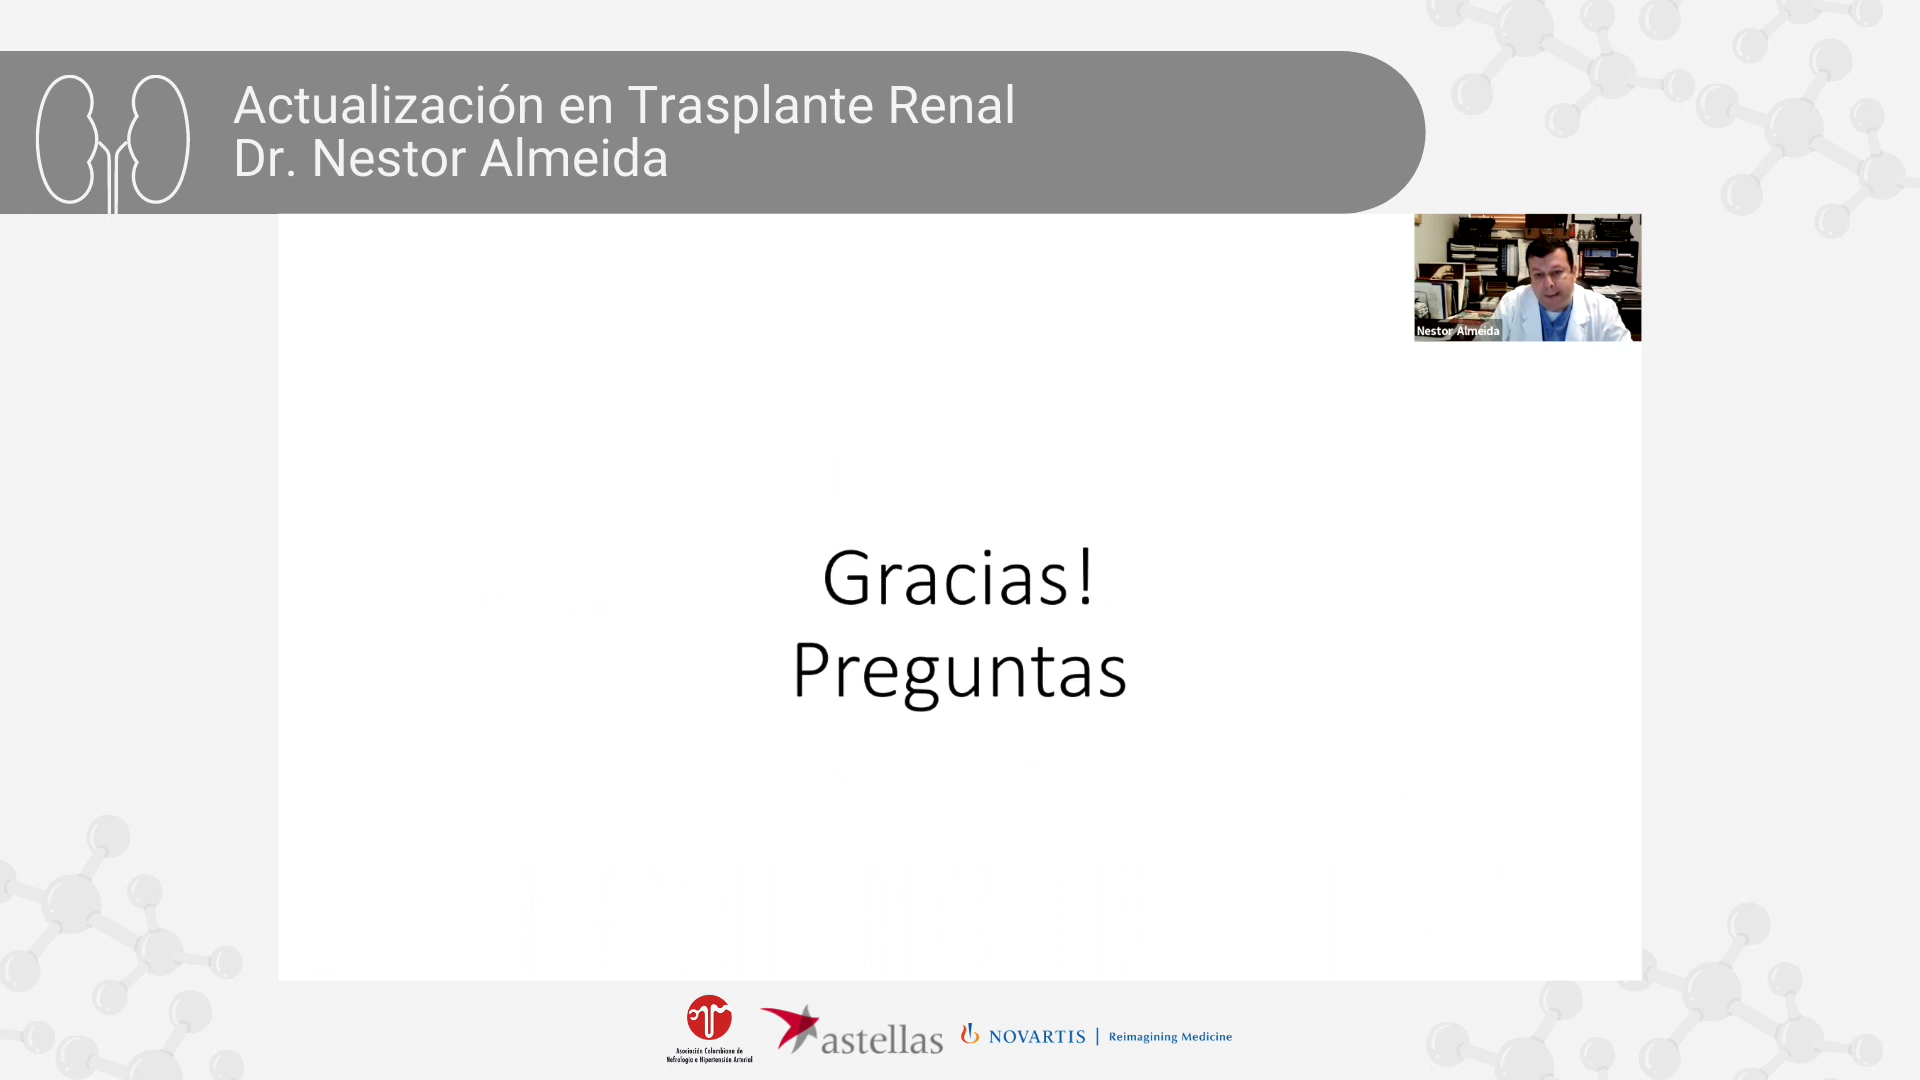 Actualización en Trasplante Renal
Dr. Nestor Almeida
Nestor Almeida
Gracias!
Preguntas
Asociación Colombiana de
Nefrología e Hipertensión Arterial
astellas
NOVARTIS | Reimagining Medicine